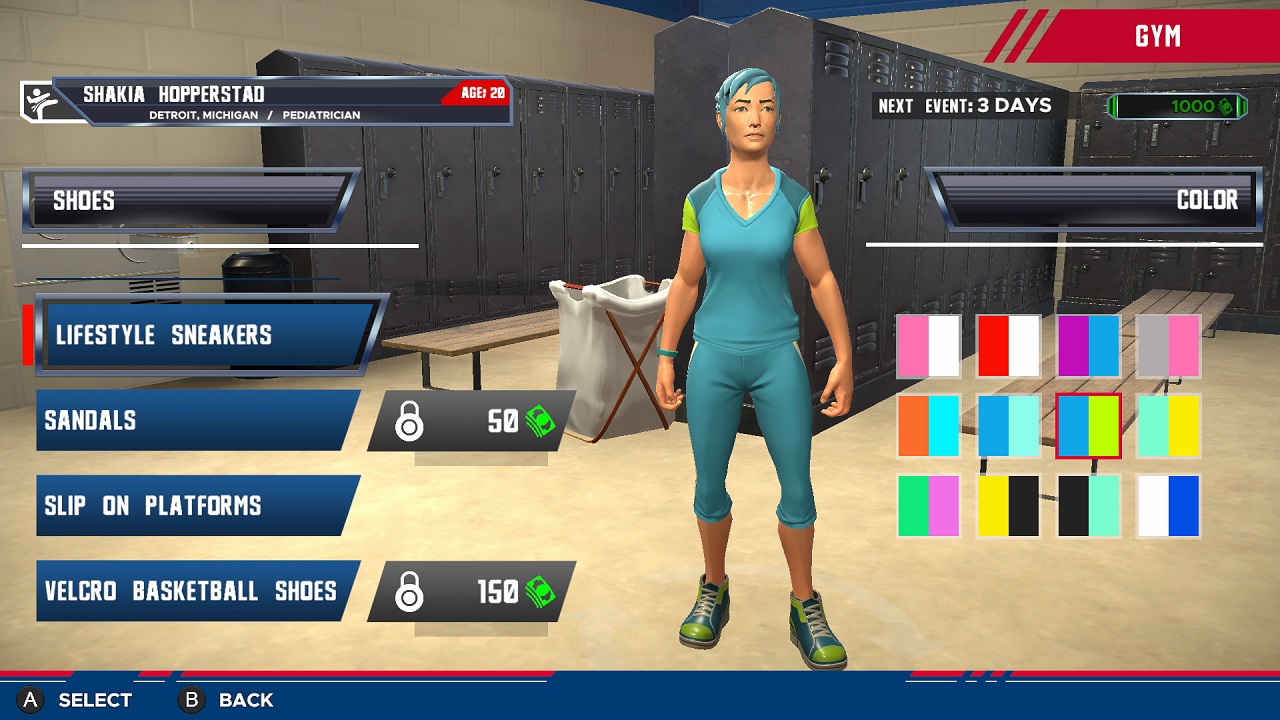 GYM
SHAKIA HOPPERSTAD
AGE: 20
DETROIT, MICHIGAN / PEDIATRICIAN
NEXT EVENT: 3 DAYS
1000
SHOES
COLOR
LIFESTYLE SNEAKERS
SANDALS
50
SLIP ON PLATFORMS
VELCRO BASKETBALL SHOES
150
A SELECT
B BACK